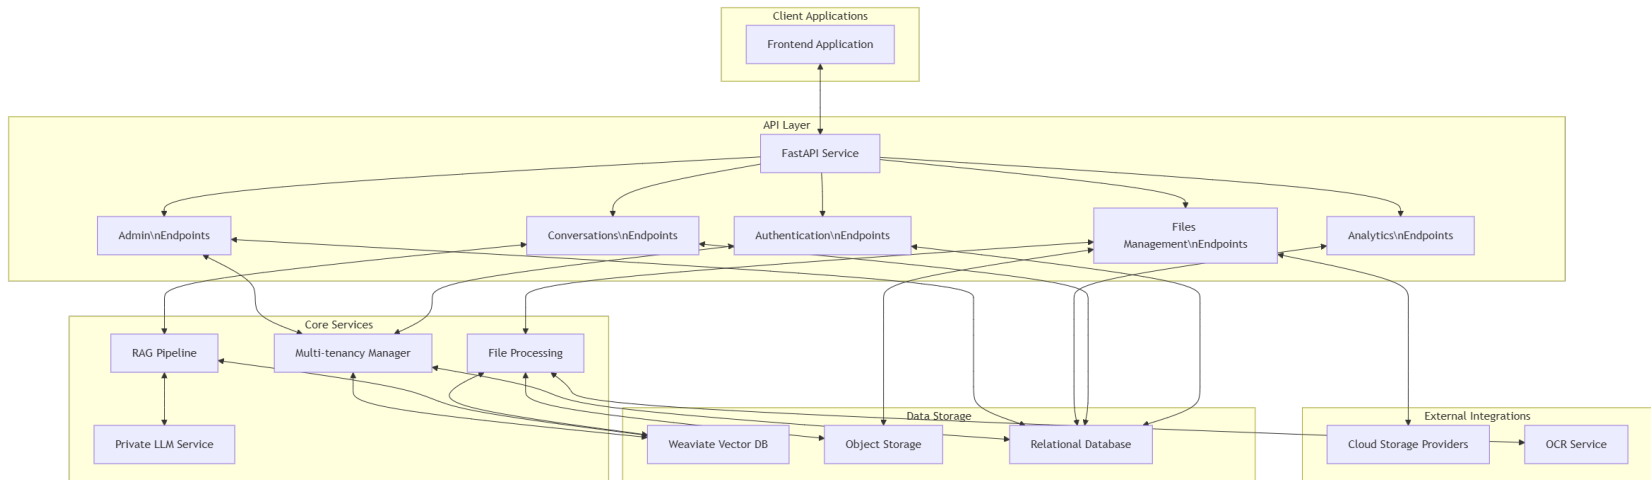 Client Applications
Frontend Application
API Layer
FastAPI Service
Admin\nEndpoints
Conversations\nEndpoints
Authentication\nEndpoints
Files
Management\nEndpoints
Analytics\nEndpoints
Core Services
RAG Pipeline
Multi-tenancy Manager
File Processing
Private LLM Service
Data Storage
Weaviate Vector DB
Object Storage
Relational Database
External Integrations
Cloud Storage Providers
OCR Service